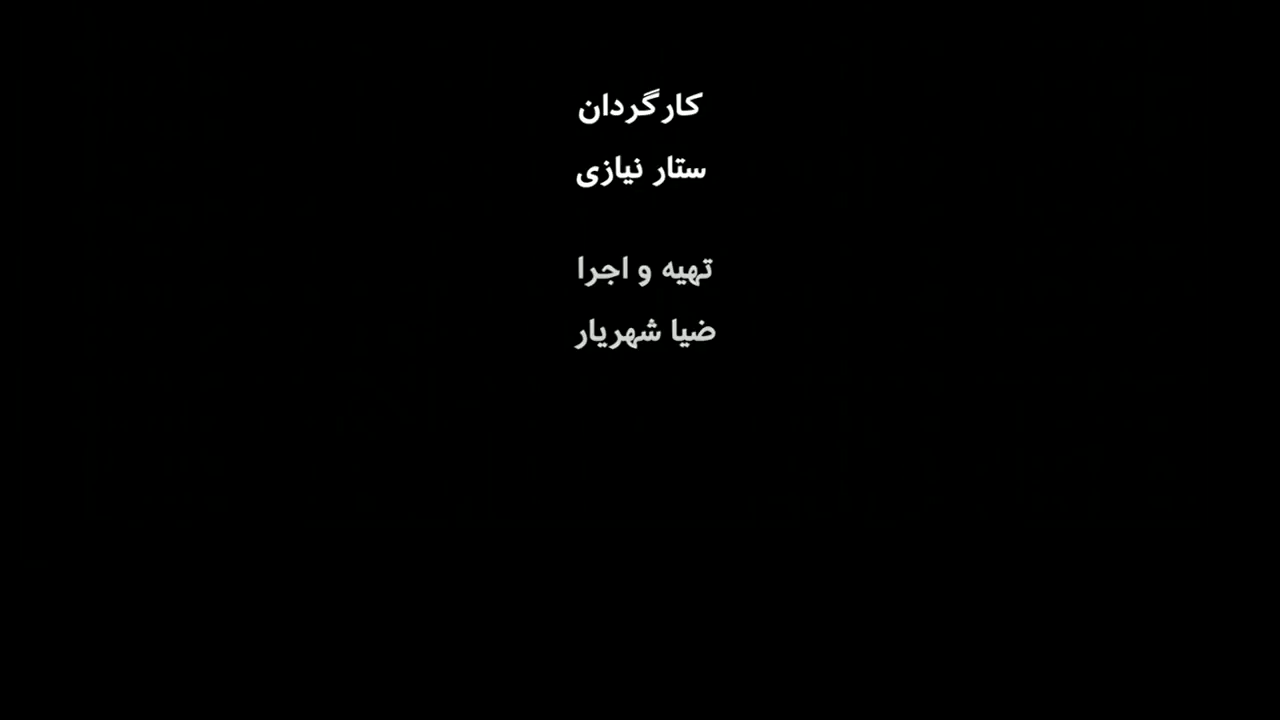 کارگردان
ستار نیازی
تهیه و اجرا
ضیا شهریار